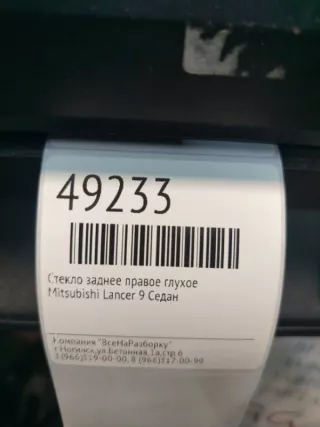 49233
Стекло заднее правое глухое
Mitsubishi Lancer 9 Седан
Компания "ВсеНаРазборку"
г.Ногинск,ул.Бетонная,1а,стр.6